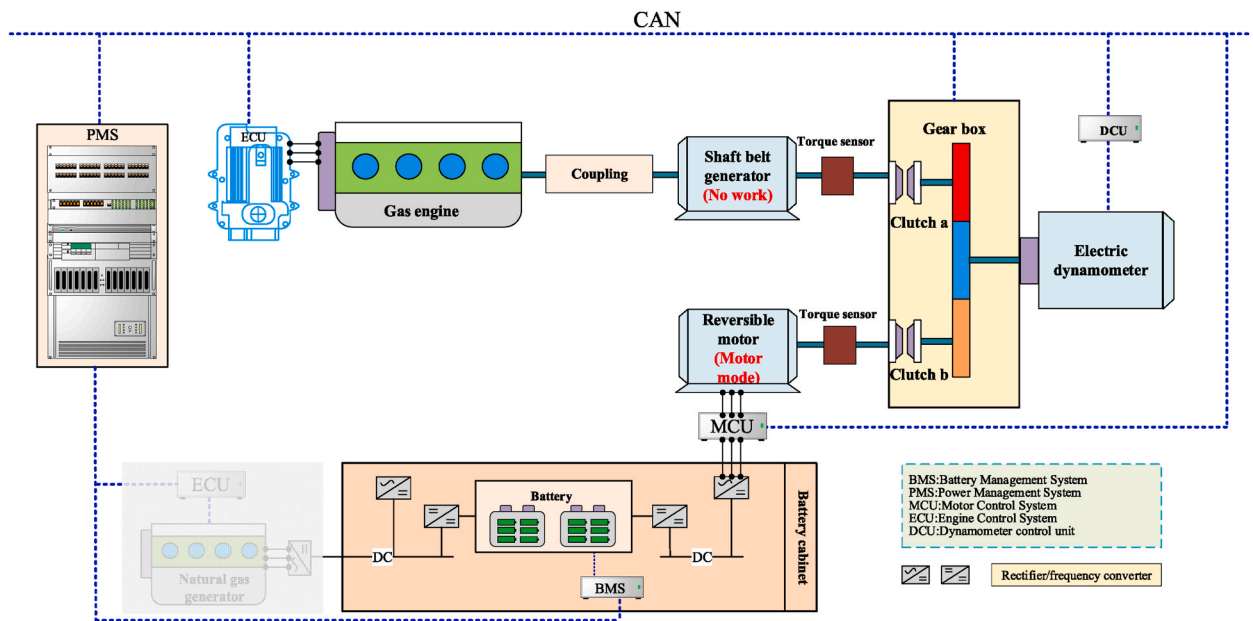 CAN
PMS
ECU
Gas engine
Coupling
Shaft belt
generator
(No work)
Torque sensor
Gear box
Clutch a
DCU
Electric
dynamometer
Reversible
motor
(Motor
mode)
Torque sensor
Clutch b
MCU
ECU
Natural gas
generator
DC
Battery
DC
BMS
Battery cabinet
BMS:Battery Management System
PMS:Power Management System
MCU:Motor Control System
ECU:Engine Control System
DCU:Dynamometer control unit
Rectifier/frequency converter